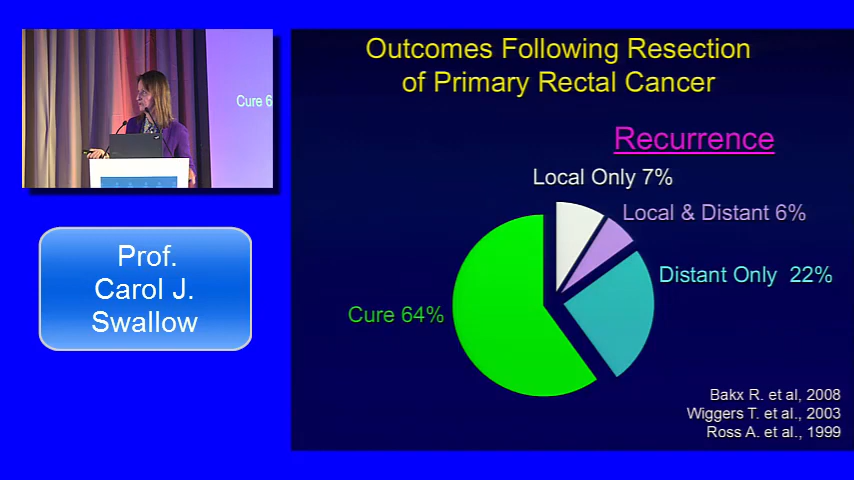 Outcomes Following Resection
of Primary Rectal Cancer
Cure 6
Recurrence
Local Only 7%
Local & Distant 6%
Distant Only 22%
Cure 64%
Prof.
Carol J.
Swallow
Bakx R. et al, 2008
Wiggers T. et al., 2003
Ross A. et al., 1999